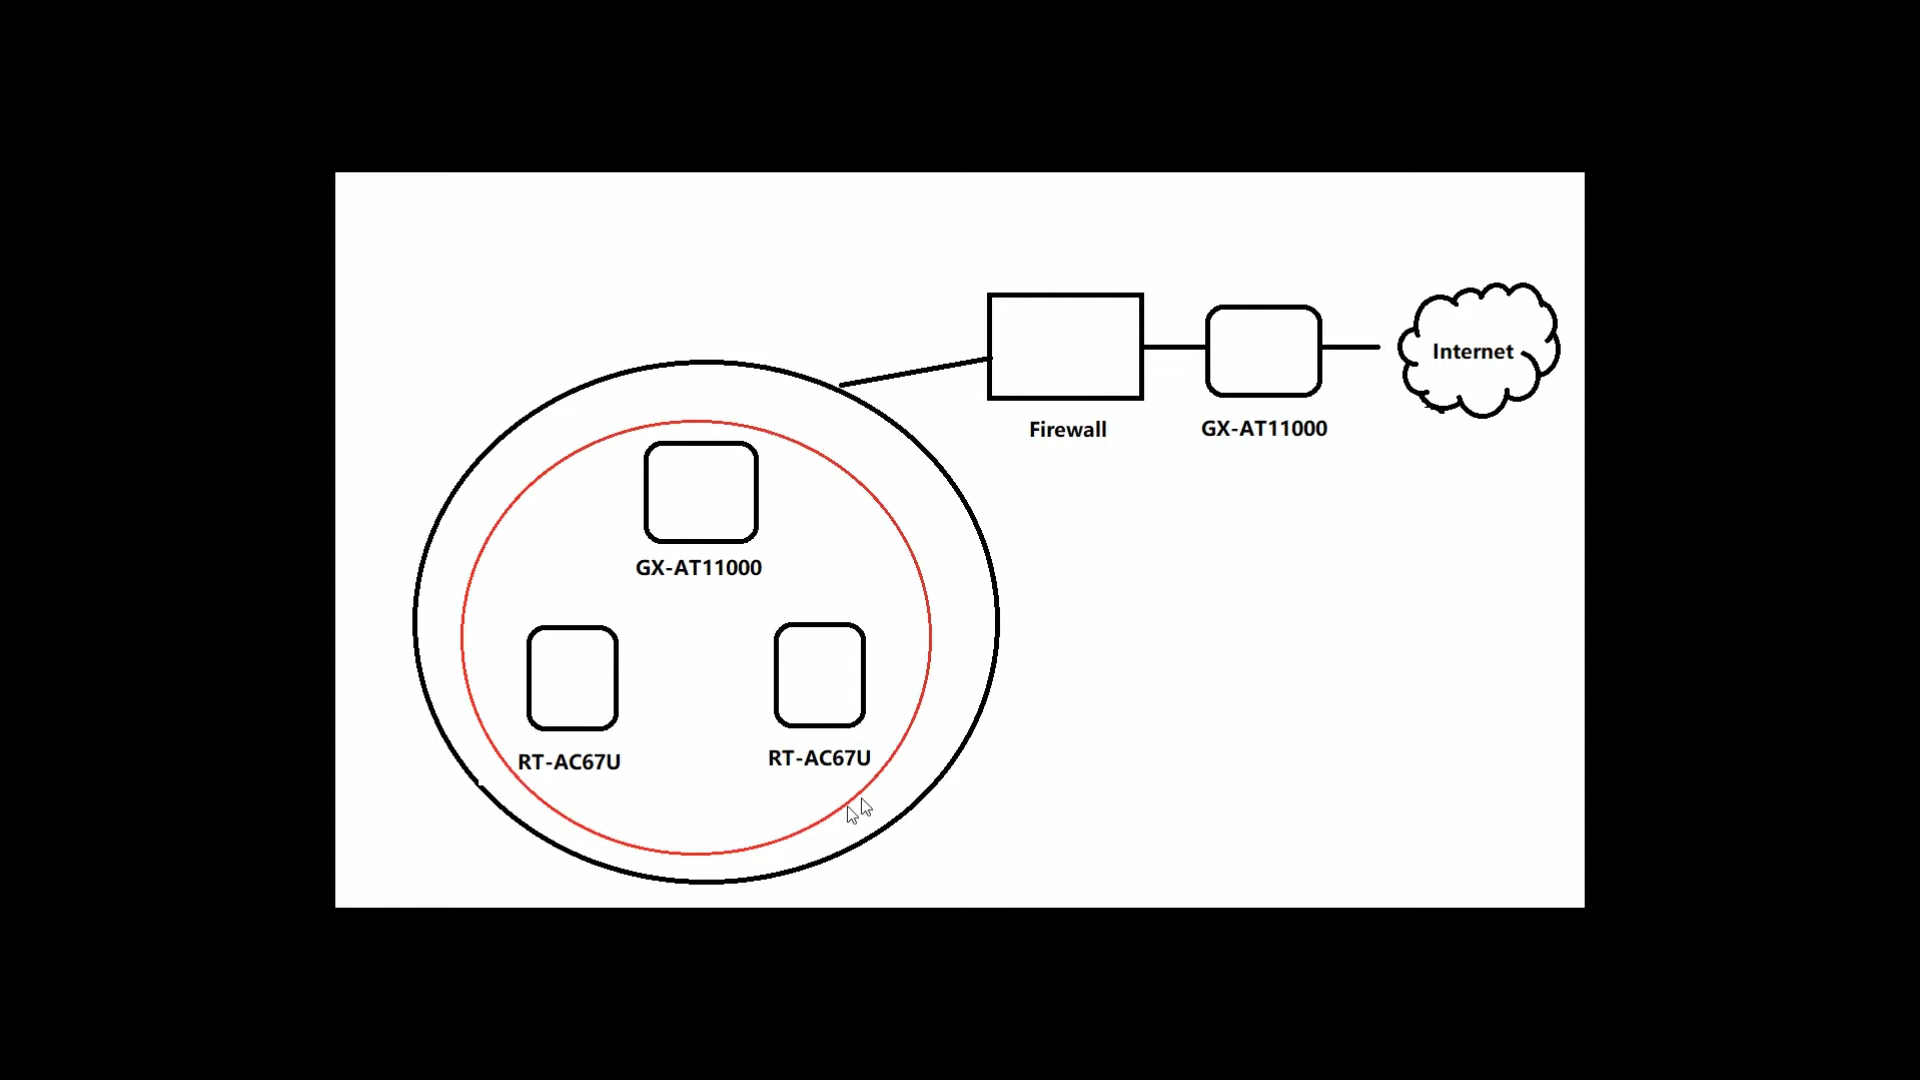 Internet
Firewall
GX-AT11000
GX-AT11000
RT-AC67U
RT-AC67U